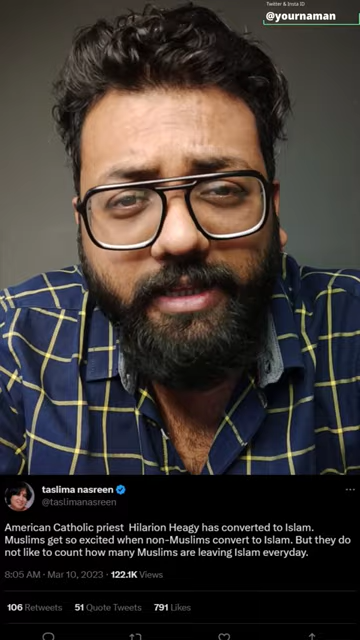 Twitter & Insta ID
@yournaman
taslima nasreen
@taslimanasreen
American Catholic priest  Hilarion Heagy has converted to Islam.
Muslims get so excited when non-Muslims convert to Islam. But they do
not like to count how many Muslims are leaving Islam everyday.
8:05 AM · Mar 10, 2023 · 122.1K Views
106 Retweets 51 Quote Tweets 791 Likes